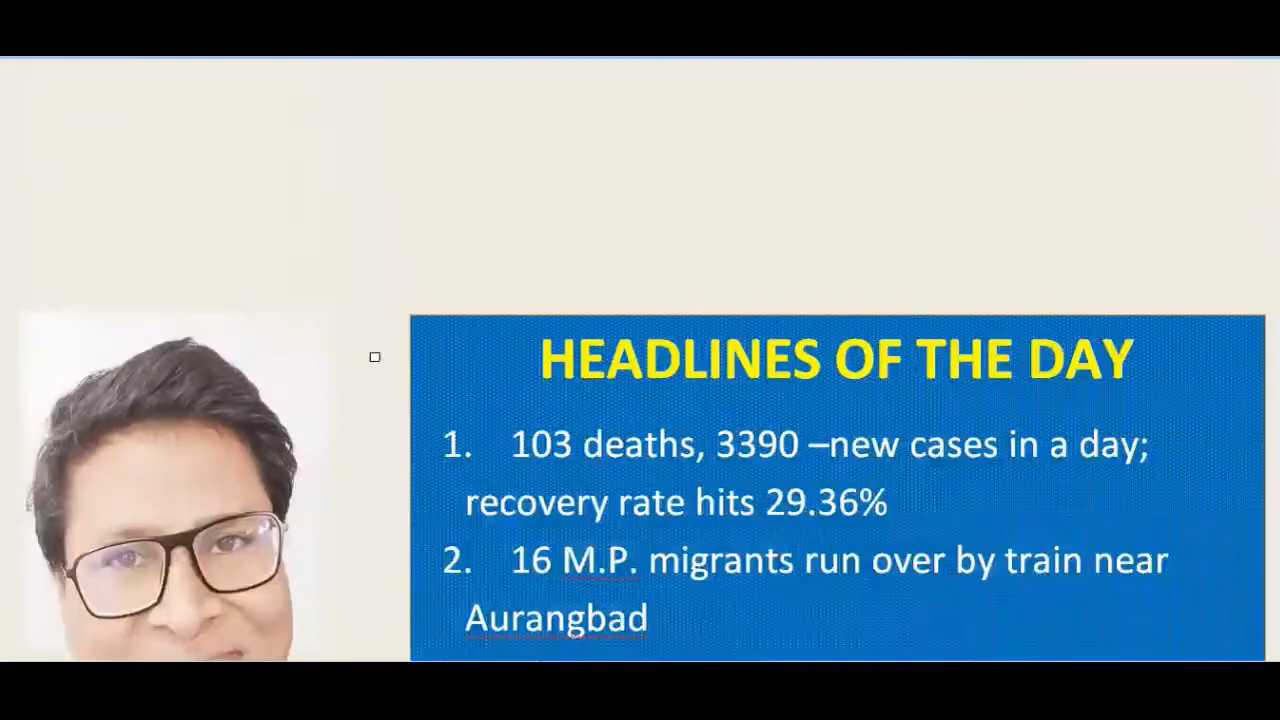 HEADLINES OF THE DAY
1. 103 deaths, 3390 –new cases in a day;
recovery rate hits 29.36%
2. 16 M.P. migrants run over by train near
Aurangbad